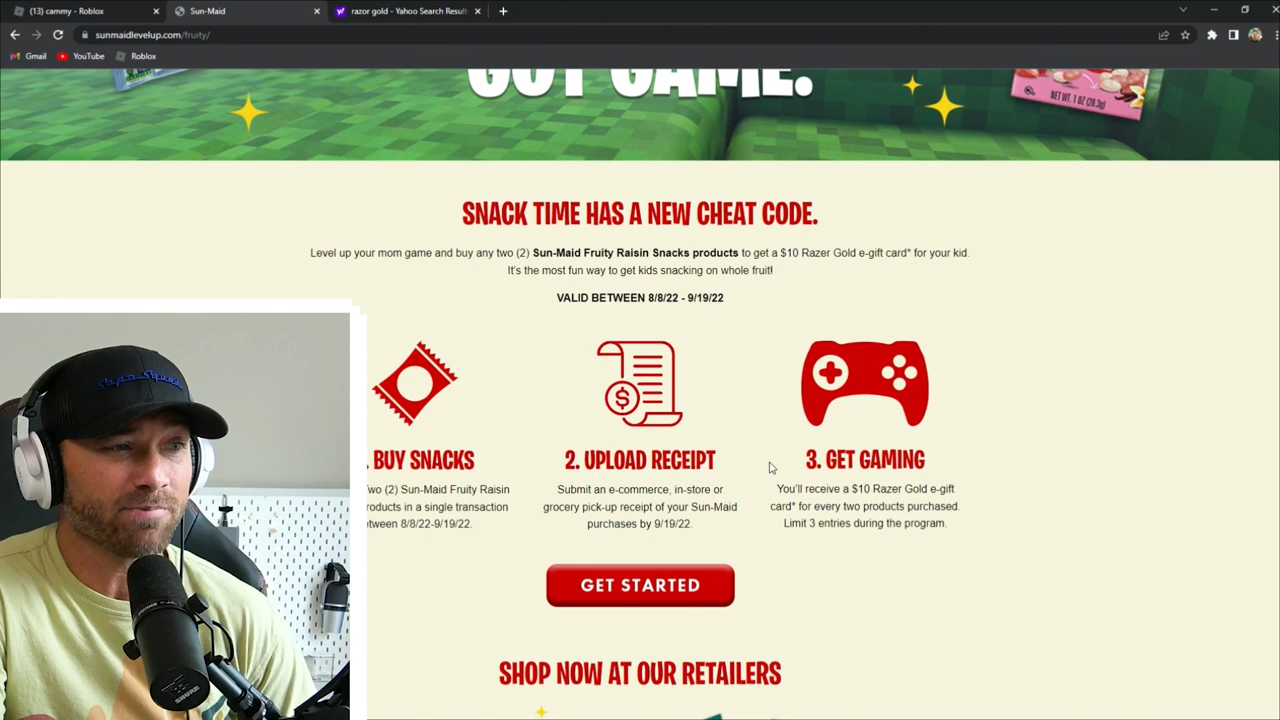 (13) cammy - Roblox
Sun-Maid
razor gold - Yahoo Search Result
sunmaidlevelup.com/fruity/
Gmail
YouTube
Roblox
GOT GAME.
NET WT. 1 OZ (28.3g)
SNACK TIME HAS A NEW CHEAT CODE.
Level up your mom game and buy any two (2) Sun-Maid Fruity Raisin Snacks products to get a $10 Razer Gold e-gift card* for your kid.
It's the most fun way to get kids snacking on whole fruit!
VALID BETWEEN 8/8/22 - 9/19/22
. BUY SNACKS
Two (2) Sun-Maid Fruity Raisin
roducts in a single transaction
etween 8/8/22-9/19/22.
2. UPLOAD RECEIPT
Submit an e-commerce, in-store or
grocery pick-up receipt of your Sun-Maid
purchases by 9/19/22.
3. GET GAMING
You'll receive a $10 Razer Gold e-gift
card* for every two products purchased.
Limit 3 entries during the program.
GET STARTED
SHOP NOW AT OUR RETAILERS
SHURE